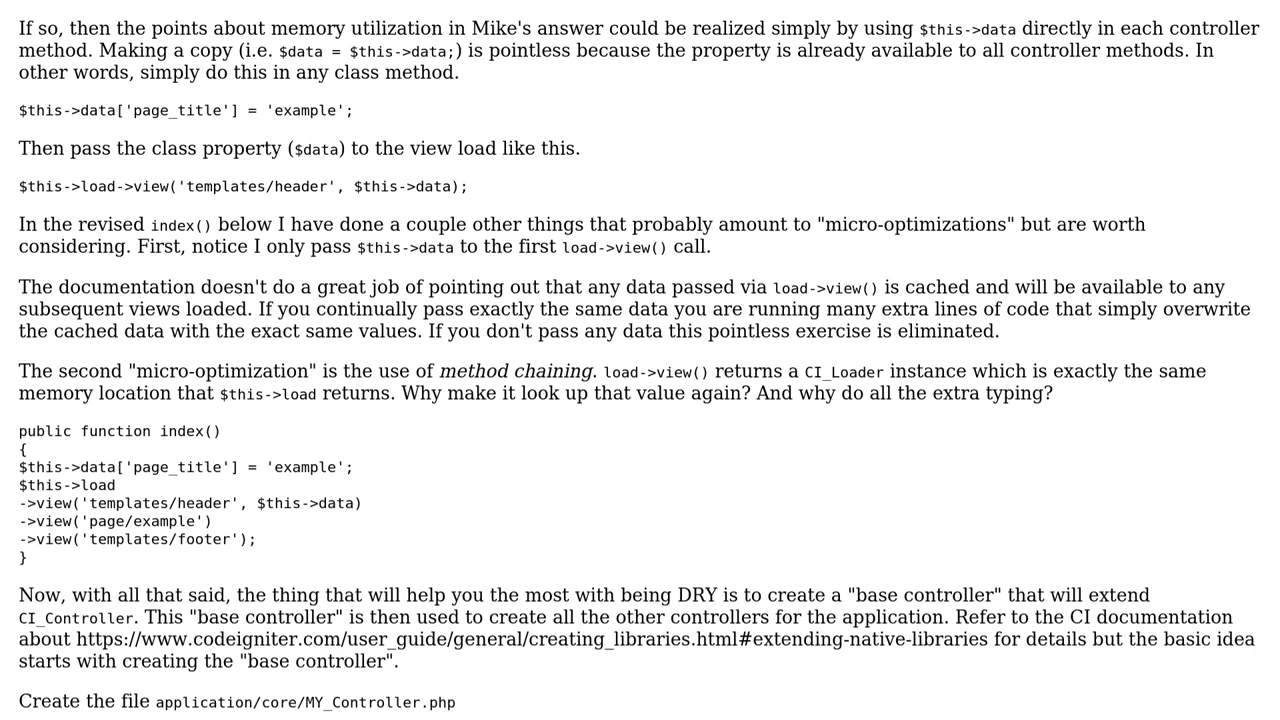 If so, then the points about memory utilization in Mike's answer could be realized simply by using $this->data directly in each controller
method. Making a copy (i.e. $data = $this->data;) is pointless because the property is already available to all controller methods. In
other words, simply do this in any class method.
$this->data['page_title'] = 'example';
Then pass the class property ($data) to the view load like this.
$this->load->view('templates/header', $this->data);
In the revised index() below I have done a couple other things that probably amount to "micro-optimizations" but are worth
considering. First, notice I only pass $this->data to the first load->view() call.
The documentation doesn't do a great job of pointing out that any data passed via load->view() is cached and will be available to any
subsequent views loaded. If you continually pass exactly the same data you are running many extra lines of code that simply overwrite
the cached data with the exact same values. If you don't pass any data this pointless exercise is eliminated.
The second "micro-optimization" is the use of method chaining. load->view() returns a CI_Loader instance which is exactly the same
memory location that $this->load returns. Why make it look up that value again? And why do all the extra typing?
public function index()
{
$this->data['page_title'] = 'example';
$this->load
->view('templates/header', $this->data)
->view('page/example')
->view('templates/footer');
}
Now, with all that said, the thing that will help you the most with being DRY is to create a "base controller" that will extend
CI_Controller. This "base controller" is then used to create all the other controllers for the application. Refer to the CI documentation
about https://www.codeigniter.com/user_guide/general/creating_libraries.html#extending-native-libraries for details but the basic idea
starts with creating the "base controller".
Create the file application/core/MY_Controller.php